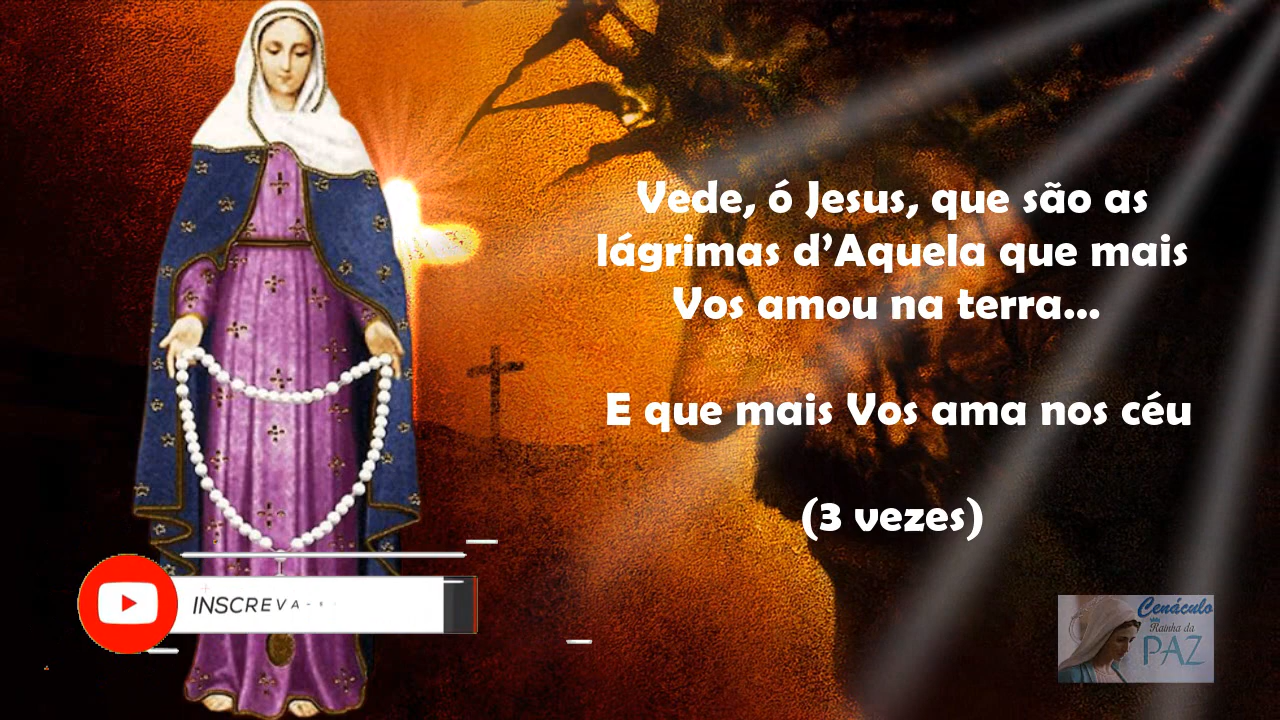 Vede, ó Jesus, que são as
lágrimas d’Aquela que mais
Vos amou na terra...
E que mais Vos ama nos céu
(3 vezes)
INSCREVA-
Cenáculo
Rainha da
PAZ